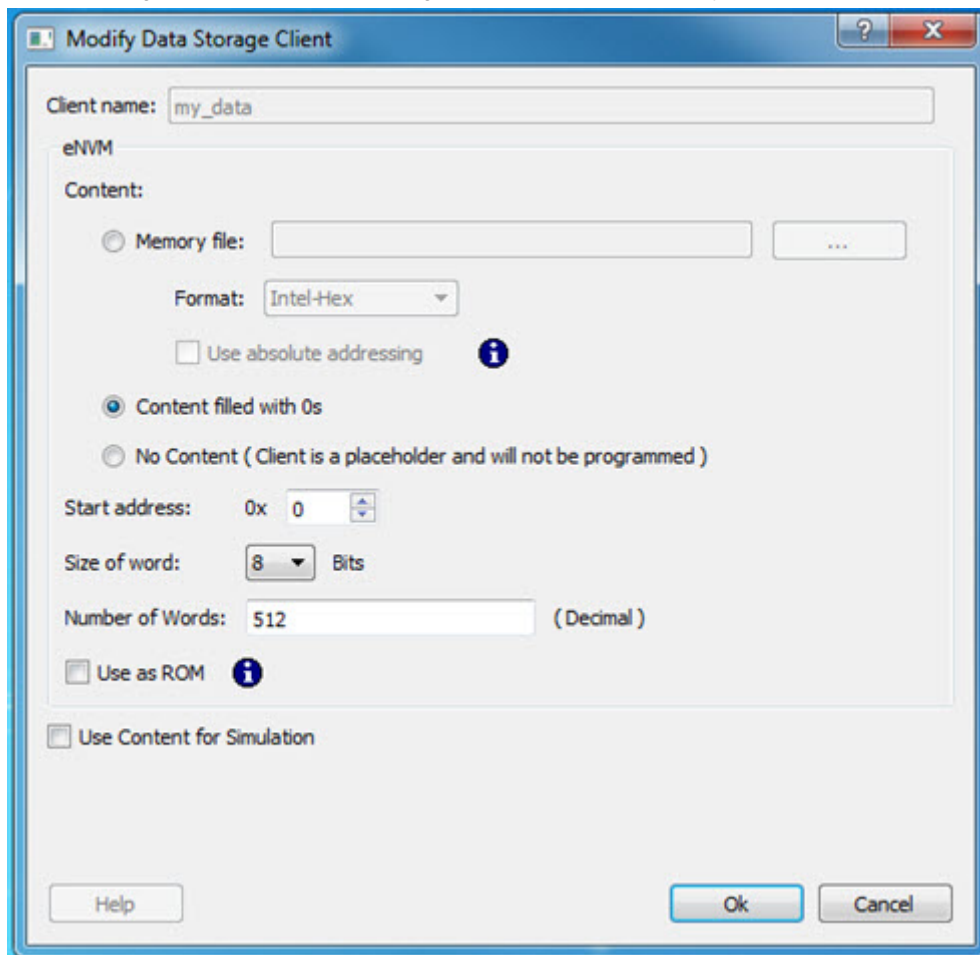 Modify Data Storage Client
Client name: my_data
eNVM
Content:
Memory file: ...
Format: Intel-Hex
Use absolute addressing
Content filled with 0s
No Content ( Client is a placeholder and will not be programmed )
Start address: 0x 0
Size of word: 8 Bits
Number of Words: 512 ( Decimal )
Use as ROM
Use Content for Simulation
Help Ok Cancel